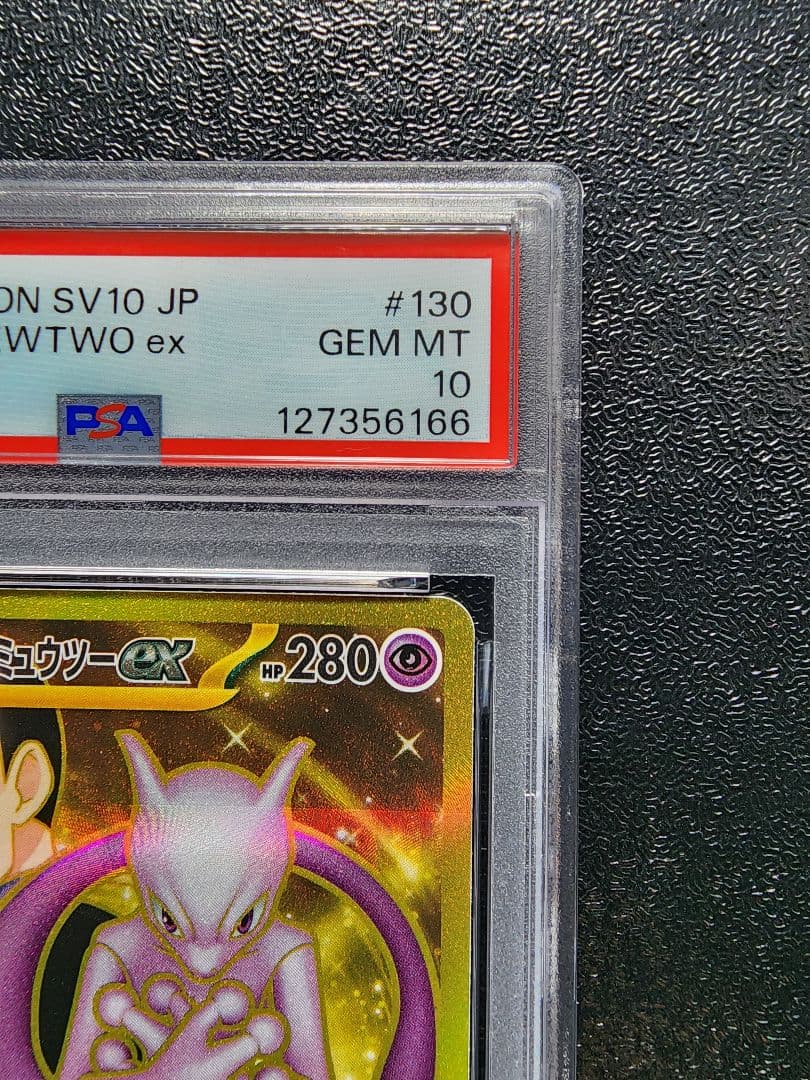 ON SV10 JP #130
WTWO ex GEM MT
10
PSA 127356166
ミュウツーex HP280